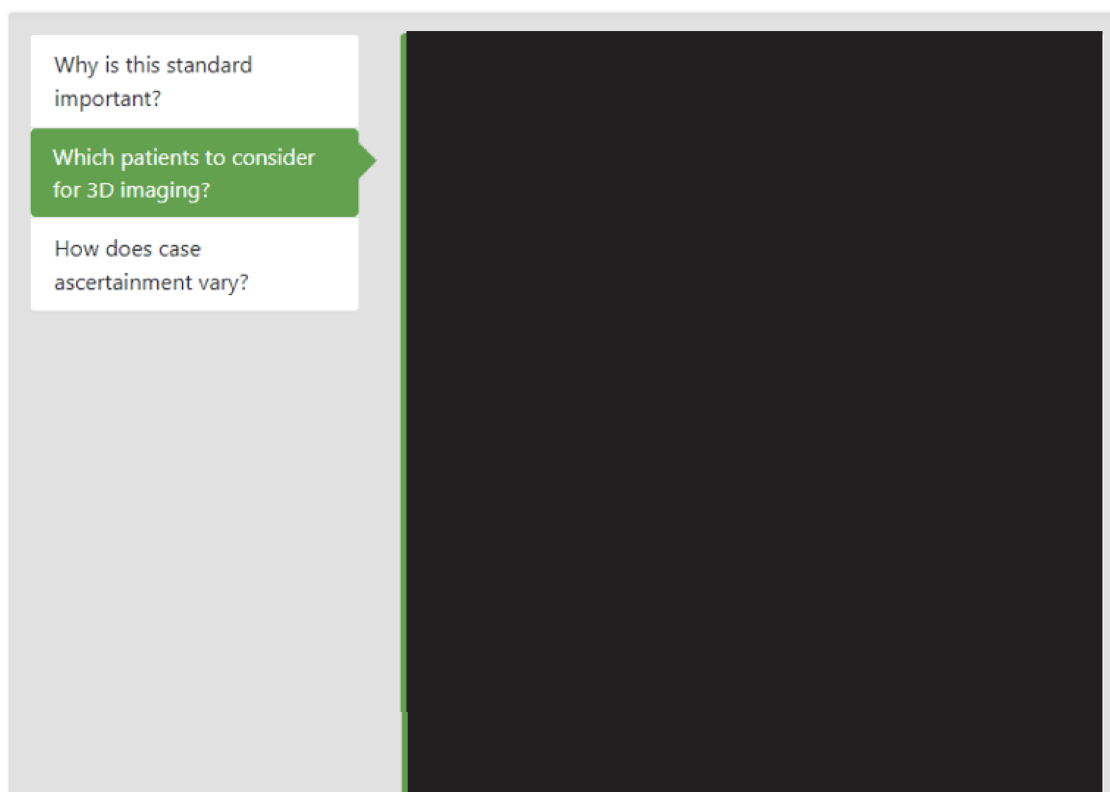 Why is this standard
important?
Which patients to consider
for 3D imaging?
How does case
ascertainment vary?